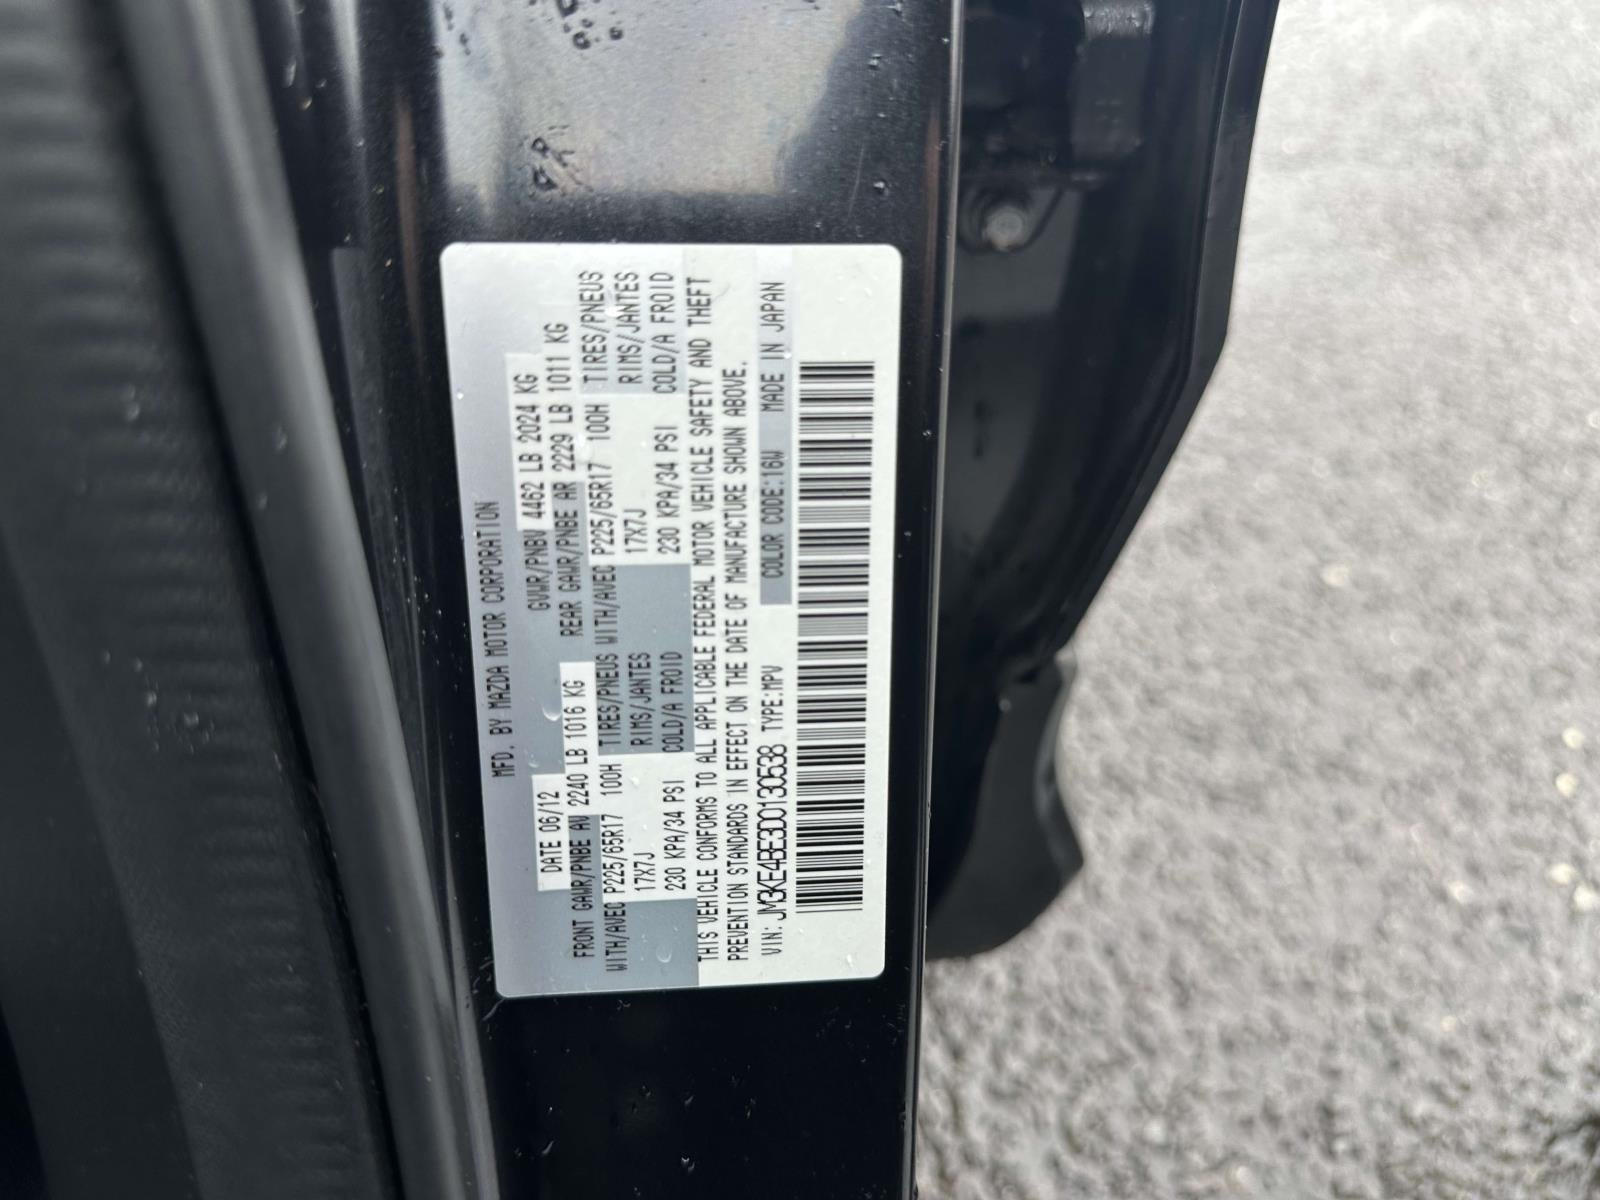 MFD. BY MAZDA MOTOR CORPORATION
DATE 06/12 GVWR/PNBV 4462 LB 2024 KG
FRONT GAWR/PNBE AV 2240 LB 1016 KG REAR GAWR/PNBE AR 2229 LB 1011 KG
WITH/AVEC P225/65R17 100H TIRES/PNEUS WITH/AVEC P225/65R17 100H TIRES/PNEUS
17X7J RIMS/JANTES 17X7J RIMS/JANTES
230 KPA/34 PSI COLD/A FROID 230 KPA/34 PSI COLD/A FROID
THIS VEHICLE CONFORMS TO ALL APPLICABLE FEDERAL MOTOR VEHICLE SAFETY AND THEFT
PREVENTION STANDARDS IN EFFECT ON THE DATE OF MANUFACTURE SHOWN ABOVE.
VIN: JM3KE4BE3D0130538 TYPE:MPV COLOR CODE:16W MADE IN JAPAN